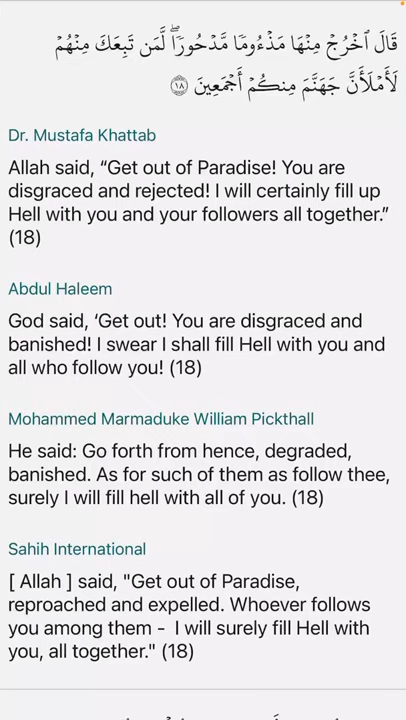 قَالَ ٱخۡرُجۡ مِنۡهَا مَذۡءُومٗا مَّدۡحُورٗاۖ لَّمَن تَبِعَكَ مِنۡهُمۡ
لَأَمۡلَأَنَّ جَهَنَّمَ مِنكُمۡ أَجۡمَعِينَ ١٨
Dr. Mustafa Khattab
Allah said, “Get out of Paradise! You are
disgraced and rejected! I will certainly fill up
Hell with you and your followers all together.”
(18)
Abdul Haleem
God said, ‘Get out! You are disgraced and
banished! I swear I shall fill Hell with you and
all who follow you! (18)
Mohammed Marmaduke William Pickthall
He said: Go forth from hence, degraded,
banished. As for such of them as follow thee,
surely I will fill hell with all of you. (18)
Sahih International
[ Allah ] said, "Get out of Paradise,
reproached and expelled. Whoever follows
you among them - I will surely fill Hell with
you, all together." (18)